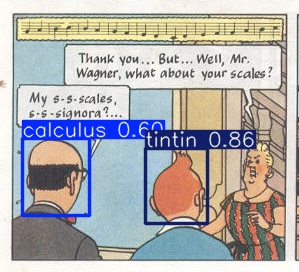 Thank you... But... Well, Mr.
Wagner, what about your scales?
My s-s-scales,
s-s-signora?...
calculus 0.60
tintin 0.86